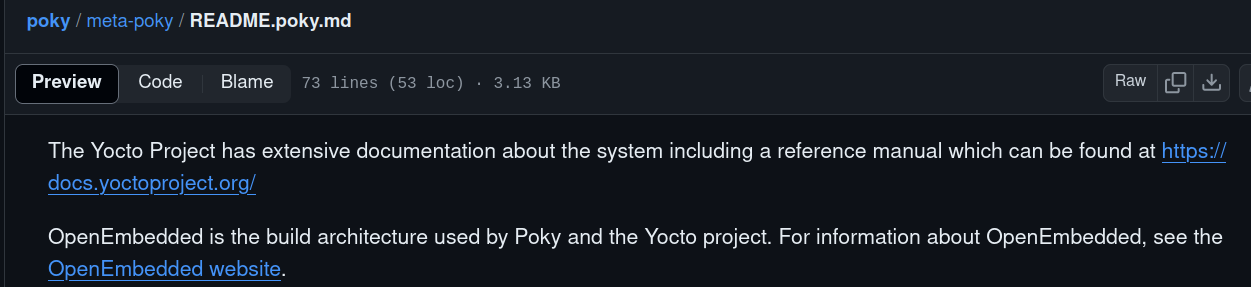 poky / meta-poky / README.poky.md
Preview Code Blame 73 lines (53 loc) · 3.13 KB Raw
The Yocto Project has extensive documentation about the system including a reference manual which can be found at https://
docs.yoctoproject.org/
OpenEmbedded is the build architecture used by Poky and the Yocto project. For information about OpenEmbedded, see the
OpenEmbedded website.